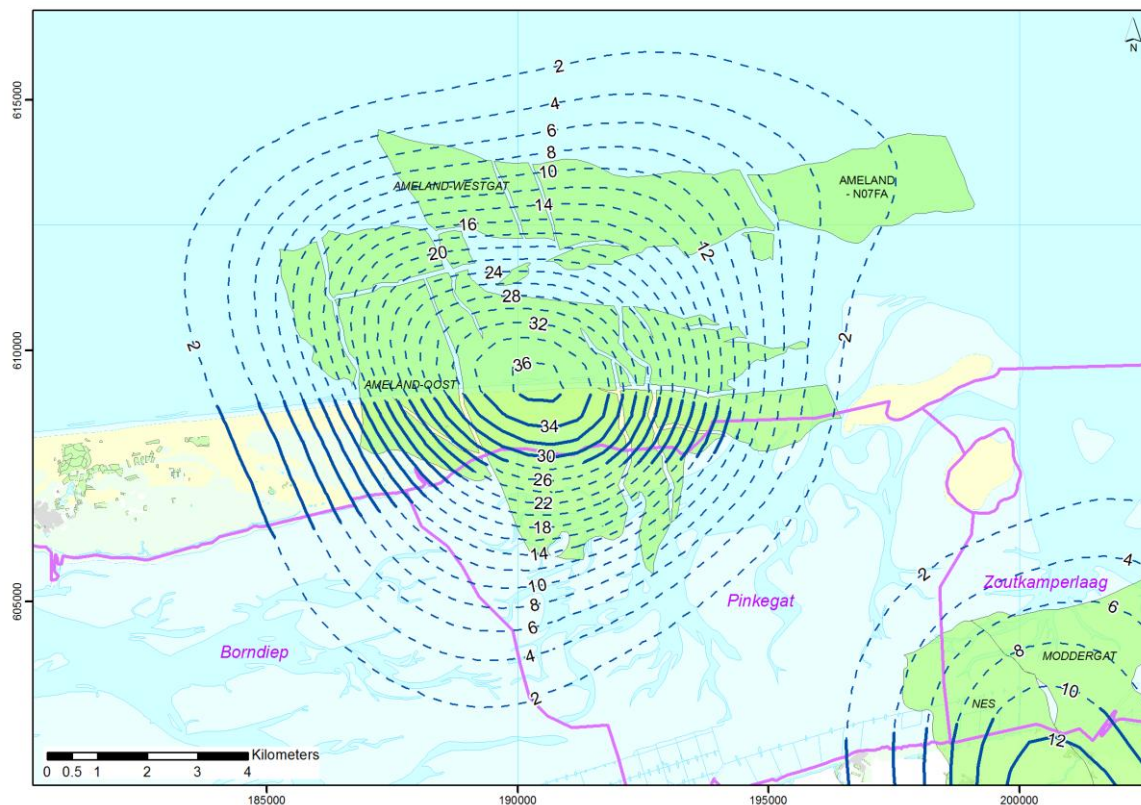 N
615000
610000
605000
2
4
6
8
10
AMELAND-WESTGAT
AMELAND
- N07FA
14
16
12
20
24
28
32
2
2
36
AMELAND-OOST
34
30
26
22
18
14
10
8
6
4
2
Borndiep
Pinkegat
Zoutkamperlaag
2
4
6
8
MODDERGAT
10
NES
12
Kilometers
0 0.5 1 2 3 4
185000 190000 195000 200000